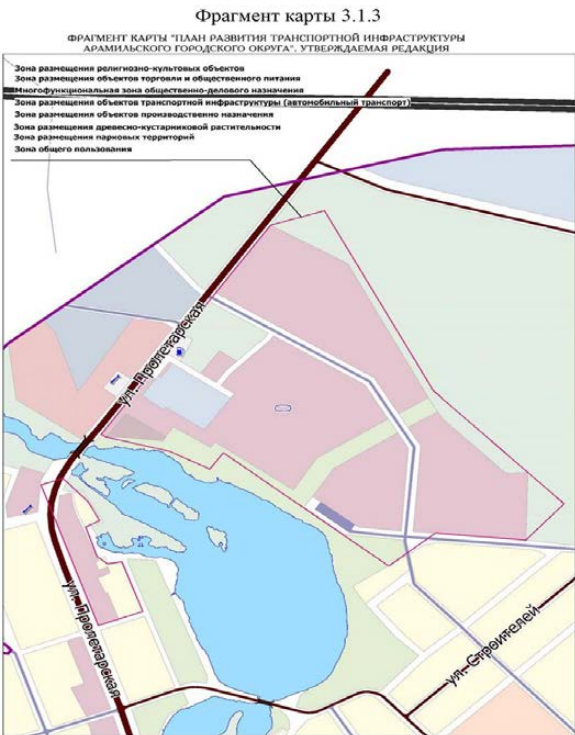 Фрагмент карты 3.1.3
ФРАГМЕНТ КАРТЫ "ПЛАН РАЗВИТИЯ ТРАНСПОРТНОЙ ИНФРАСТРУКТУРЫ
АРАМИЛЬСКОГО ГОРОДСКОГО ОКРУГА", УТВЕРЖДАЕМАЯ РЕДАКЦИЯ
Зона размещения религиозно-культовых объектов
Зона размещения объектов торговли и общественного питания
Многофункциональная зона общественно-делового назначения
Зона размещения объектов транспортной инфраструктуры (автомобильный транспорт)
Зона размещения объектов производственно назначения
Зона размещения древесно-кустарниковой растительности
Зона размещения парковых территорий
Зона общего пользования
ул. Пролетарская
ул. Пролетарская
ул. Строителей